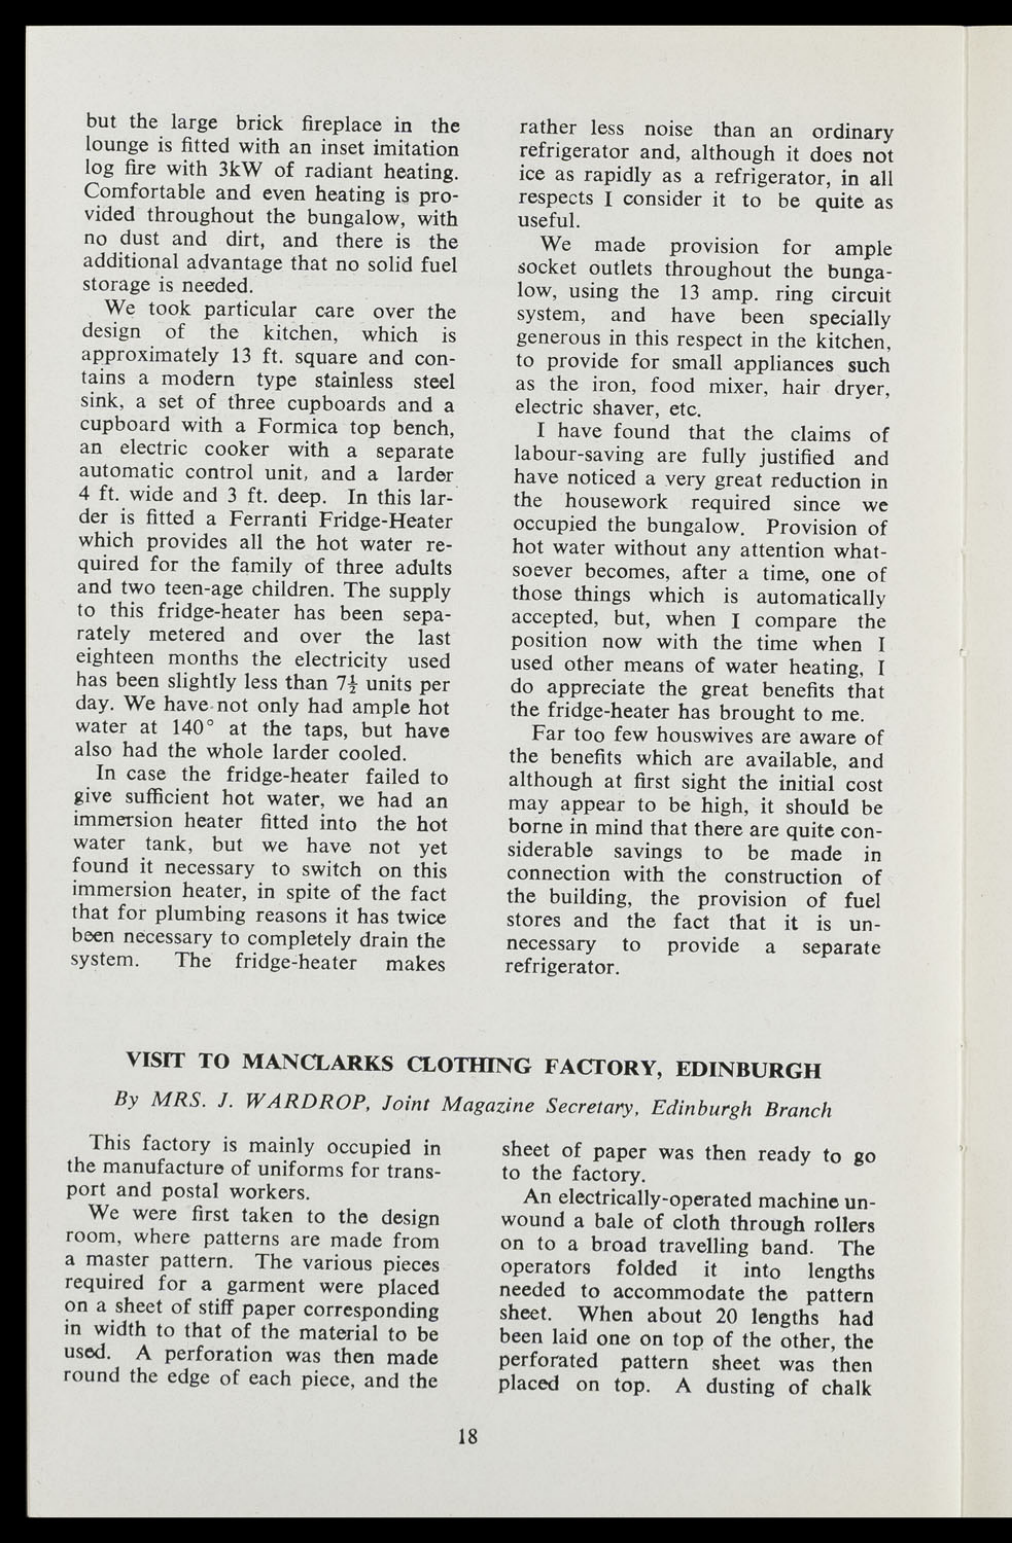 but the large brick fireplace in the
lounge is fitted with an inset imitation
log fire with 3kW of radiant heating.
Comfortable and even heating is pro-
vided throughout the bungalow, with
no dust and dirt, and there is the
additional advantage that no solid fuel
storage is needed.
We took particular care over the
design of the kitchen, which is
approximately 13 ft. square and con-
tains a modern type stainless steel
sink, a set of three cupboards and a
cupboard with a Formica top bench,
an electric cooker with a separate
automatic control unit, and a larder
4 ft. wide and 3 ft. deep. In this lar-
der is fitted a Ferranti Fridge-Heater
which provides all the hot water re-
quired for the family of three adults
and two teen-age children. The supply
to this fridge-heater has been sepa-
rately metered and over the last
eighteen months the electricity used
has been slightly less than 7½ units per
day. We have not only had ample hot
water at 140° at the taps, but have
also had the whole larder cooled.
In case the fridge-heater failed to
give sufficient hot water, we had an
immersion heater fitted into the hot
water tank, but we have not yet
found it necessary to switch on this
immersion heater, in spite of the fact
that for plumbing reasons it has twice
been necessary to completely drain the
system. The fridge-heater makes
rather less noise than an ordinary
refrigerator and, although it does not
ice as rapidly as a refrigerator, in all
respects I consider it to be quite as
useful.
We made provision for ample
socket outlets throughout the bunga-
low, using the 13 amp. ring circuit
system, and have been specially
generous in this respect in the kitchen,
to provide for small appliances such
as the iron, food mixer, hair dryer,
electric shaver, etc.
I have found that the claims of
labour-saving are fully justified and
have noticed a very great reduction in
the housework required since we
occupied the bungalow. Provision of
hot water without any attention what-
soever becomes, after a time, one of
those things which is automatically
accepted, but, when I compare the
position now with the time when I
used other means of water heating, I
do appreciate the great benefits that
the fridge-heater has brought to me.
Far too few houswives are aware of
the benefits which are available, and
although at first sight the initial cost
may appear to be high, it should be
borne in mind that there are quite con-
siderable savings to be made in
connection with the construction of
the building, the provision of fuel
stores and the fact that it is un-
necessary to provide a separate
refrigerator.
VISIT TO MANCLARKS CLOTHING FACTORY, EDINBURGH
By MRS. J. WARDROP, Joint Magazine Secretary, Edinburgh Branch
This factory is mainly occupied in
the manufacture of uniforms for trans-
port and postal workers.
We were first taken to the design
room, where patterns are made from
a master pattern. The various pieces
required for a garment were placed
on a sheet of stiff paper corresponding
in width to that of the material to be
used. A perforation was then made
round the edge of each piece, and the
sheet of paper was then ready to go
to the factory.
An electrically-operated machine un-
wound a bale of cloth through rollers
on to a broad travelling band. The
operators folded it into lengths
needed to accommodate the pattern
sheet. When about 20 lengths had
been laid one on top of the other, the
perforated pattern sheet was then
placed on top. A dusting of chalk
18